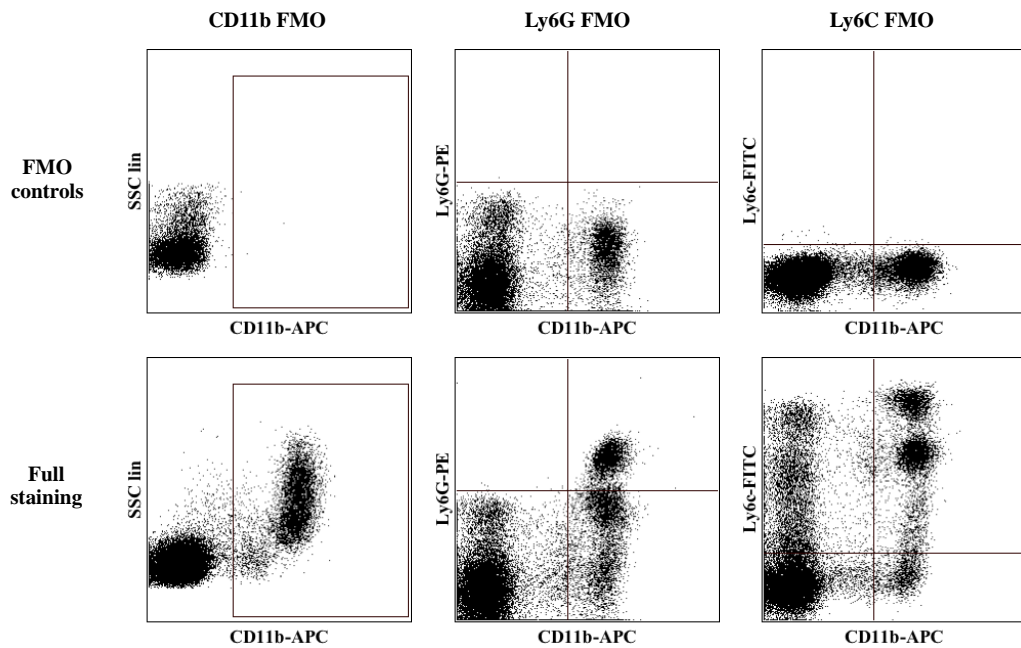 CD11b FMO
Ly6G FMO
Ly6C FMO
FMO
controls
SSC lin
CD11b-APC
Ly6G-PE
CD11b-APC
Ly6c-FITC
CD11b-APC
Full
staining
SSC lin
CD11b-APC
Ly6G-PE
CD11b-APC
Ly6c-FITC
CD11b-APC